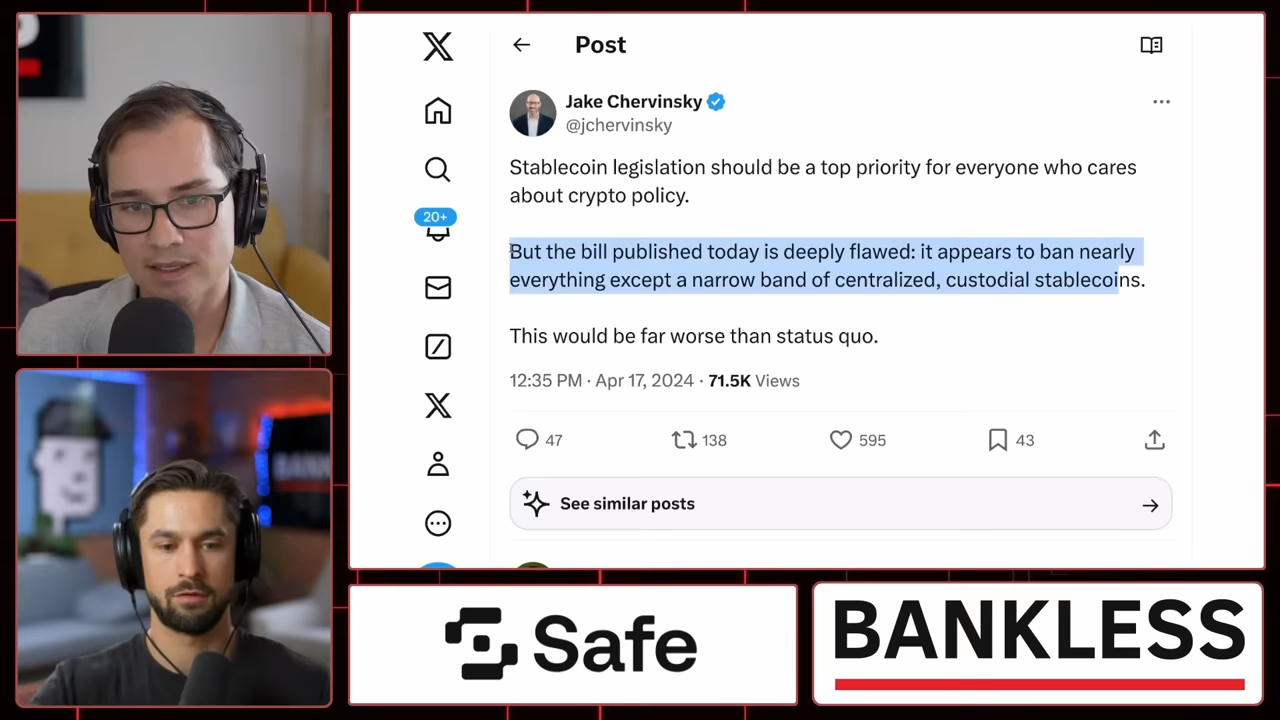 Post
Jake Chervinsky
@jchervinsky
Stablecoin legislation should be a top priority for everyone who cares
about crypto policy.
20+
But the bill published today is deeply flawed: it appears to ban nearly
everything except a narrow band of centralized, custodial stablecoins.
This would be far worse than status quo.
12:35 PM · Apr 17, 2024 · 71.5K Views
47
138
595
43
See similar posts
Safe
BANKLESS